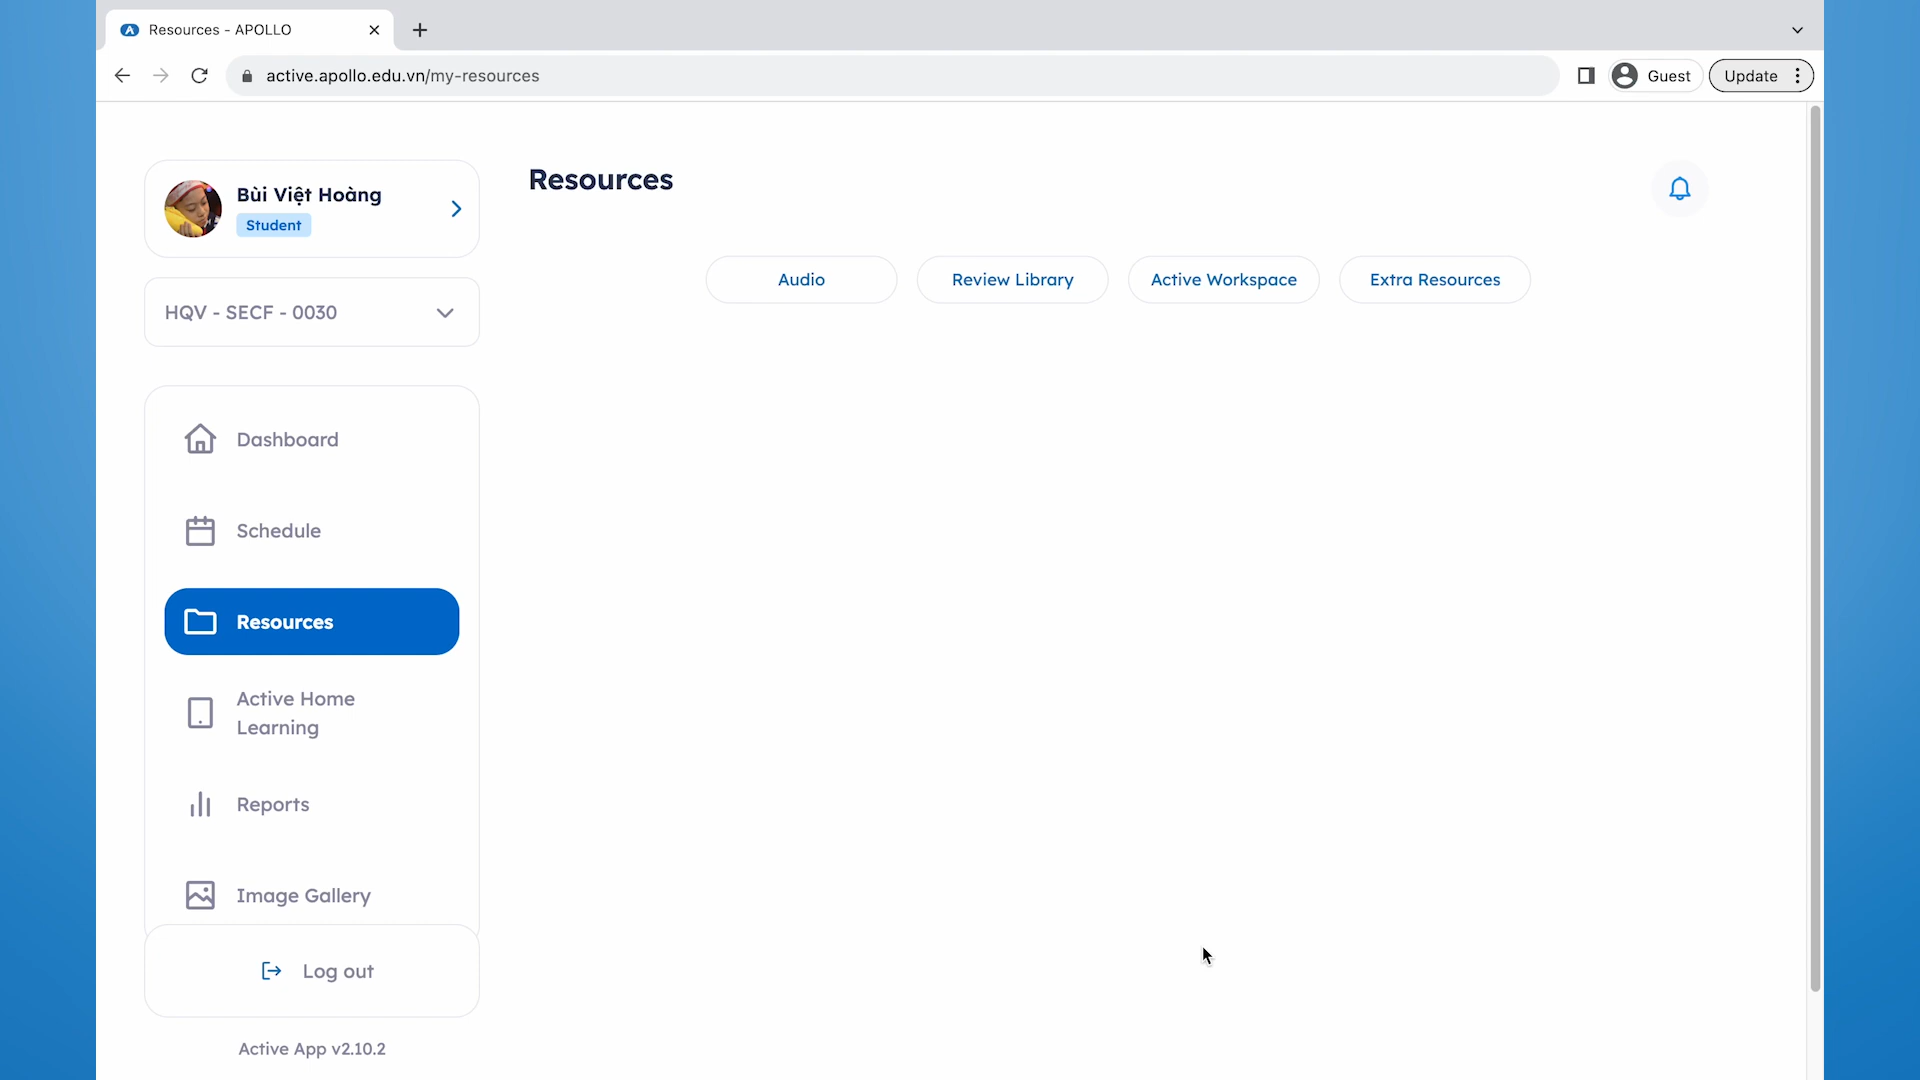 Resources - APOLLO
active.apollo.edu.vn/my-resources
Guest
Update
Bùi Việt Hoàng
Student
HQV - SECF - 0030
Dashboard
Schedule
Resources
Active Home
Learning
Reports
Image Gallery
Log out
Active App v2.10.2
Resources
Audio
Review Library
Active Workspace
Extra Resources